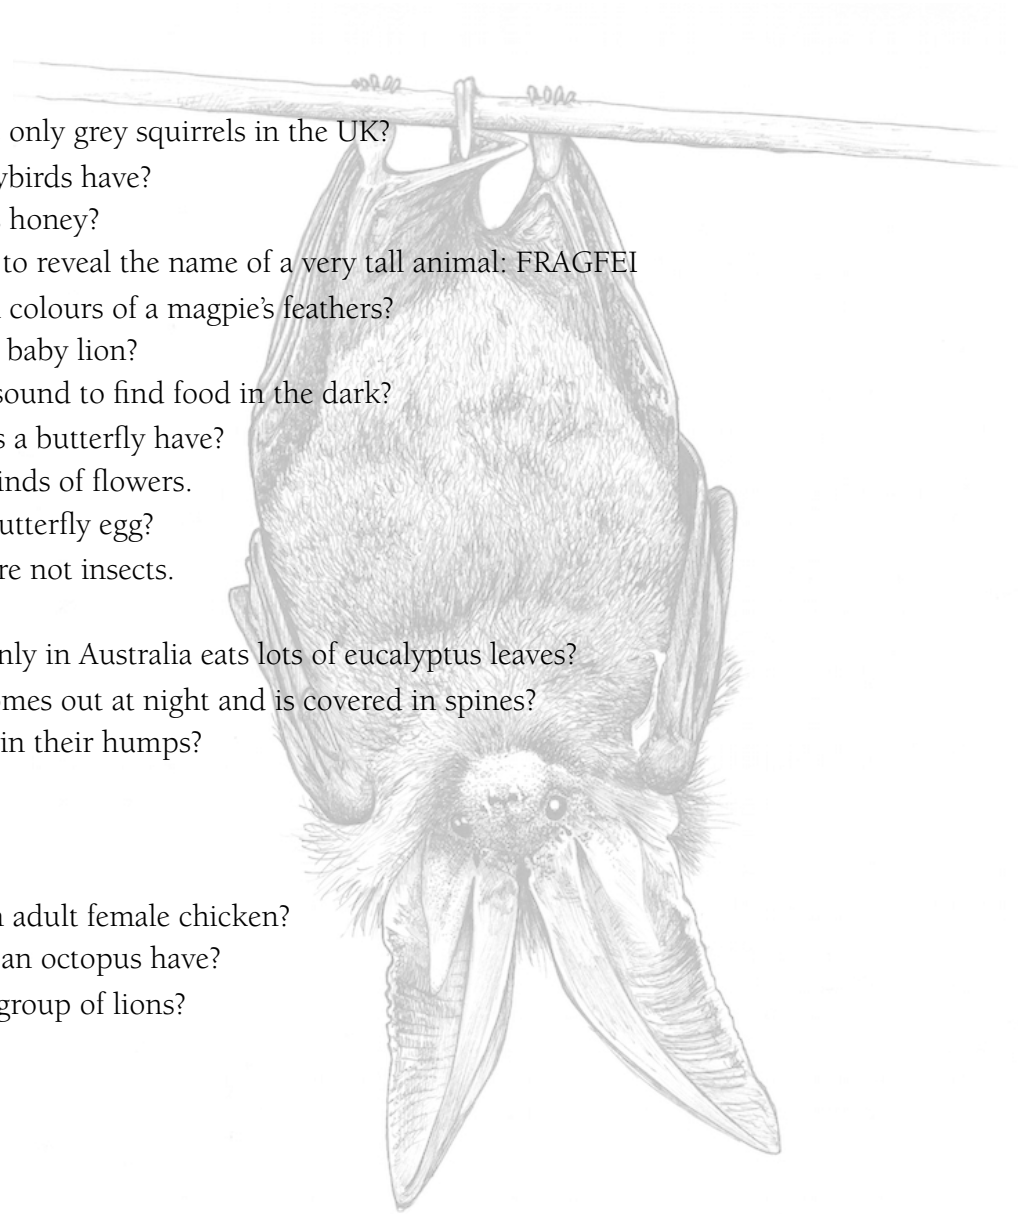 only grey squirrels in the UK?
ybirds have?
honey?
to reveal the name of a very tall animal: FRAGFEI
colours of a magpie’s feathers?
baby lion?
sound to find food in the dark?
s a butterfly have?
inds of flowers.
utterfly egg?
re not insects.
nly in Australia eats lots of eucalyptus leaves?
mes out at night and is covered in spines?
in their humps?
adult female chicken?
an octopus have?
group of lions?